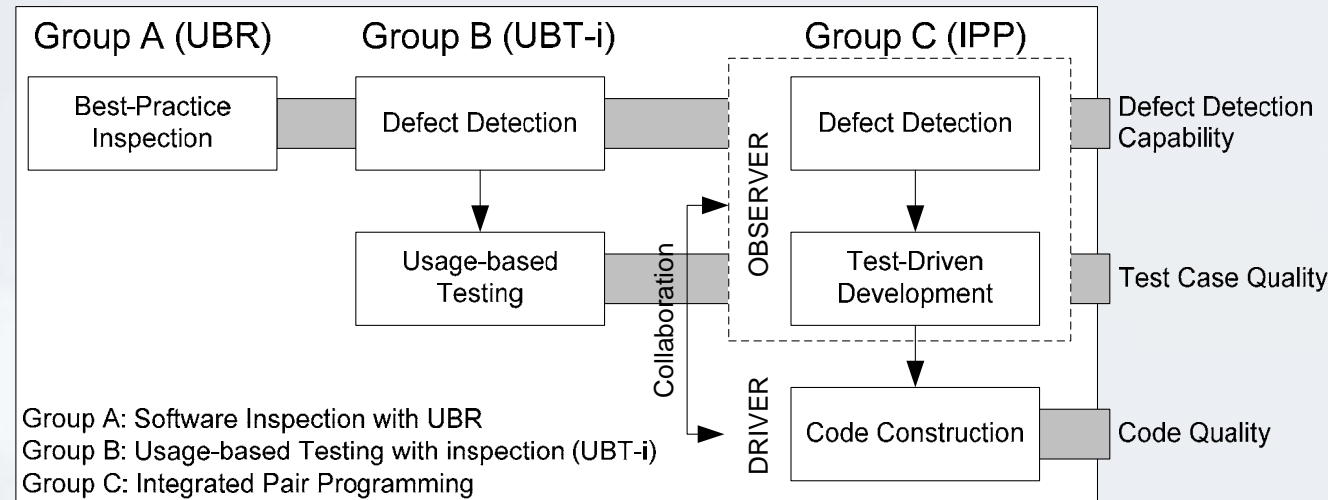 Group A (UBR)
Group B (UBT-i)
Group C (IPP)
Best-Practice
Inspection
Defect Detection
OBSERVER
Defect Detection
Defect Detection
Capability
Usage-based
Testing
Collaboration
Test-Driven
Development
Test Case Quality
DRIVER
Code Construction
Code Quality
Group A: Software Inspection with UBR
Group B: Usage-based Testing with inspection (UBT-i)
Group C: Integrated Pair Programming